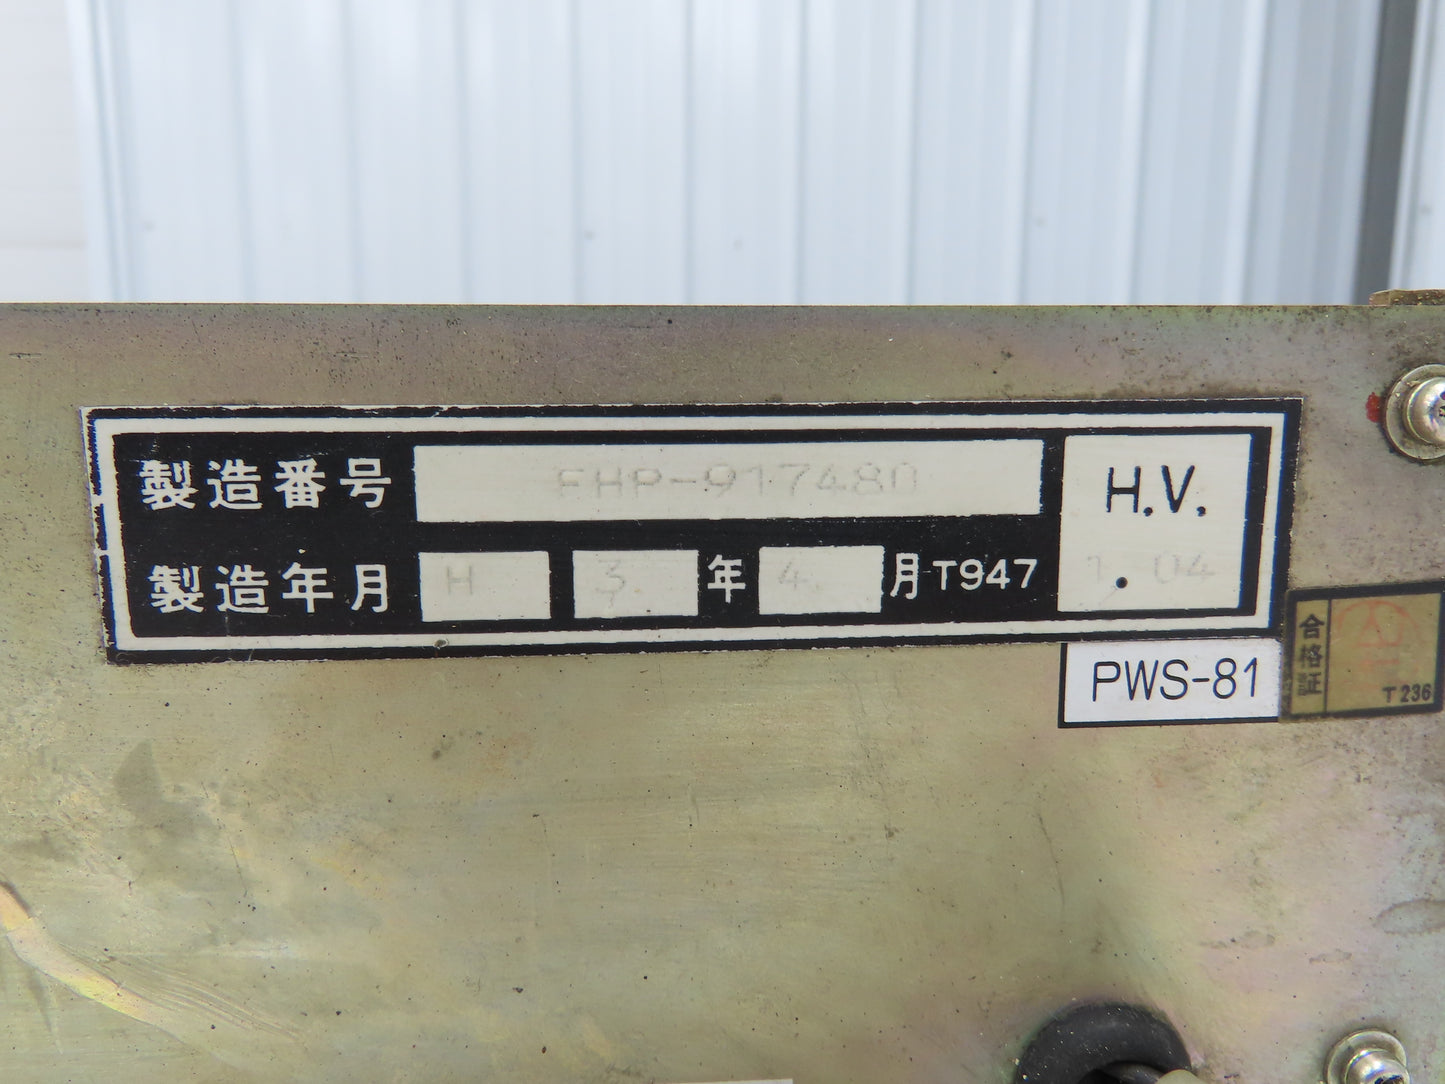 製造番号 FHP-917480 H.V.
製造年月 H 3. 年 4. 月 T947 1.04
PWS-81
合格証
T236